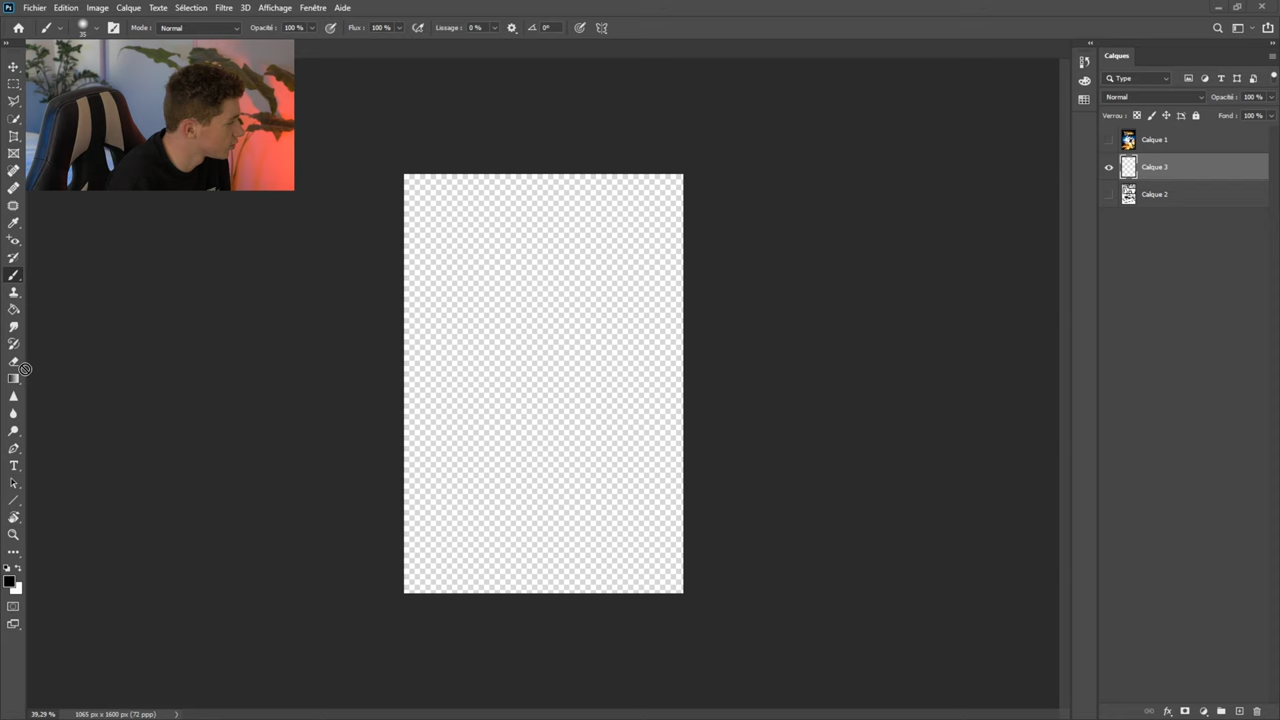 Ps Fichier Edition Image Calque Texte Sélection Filtre 3D Affichage Fenêtre Aide
35 Mode : Normal Opacité : 100 % Flux : 100 % Lissage : 0 % 0°
Calques
Type
Normal Opacité : 100 %
Verrou : Fond : 100 %
Calque 1
Calque 3
Calque 2
39,29 % 1065 px x 1600 px (72 ppp)